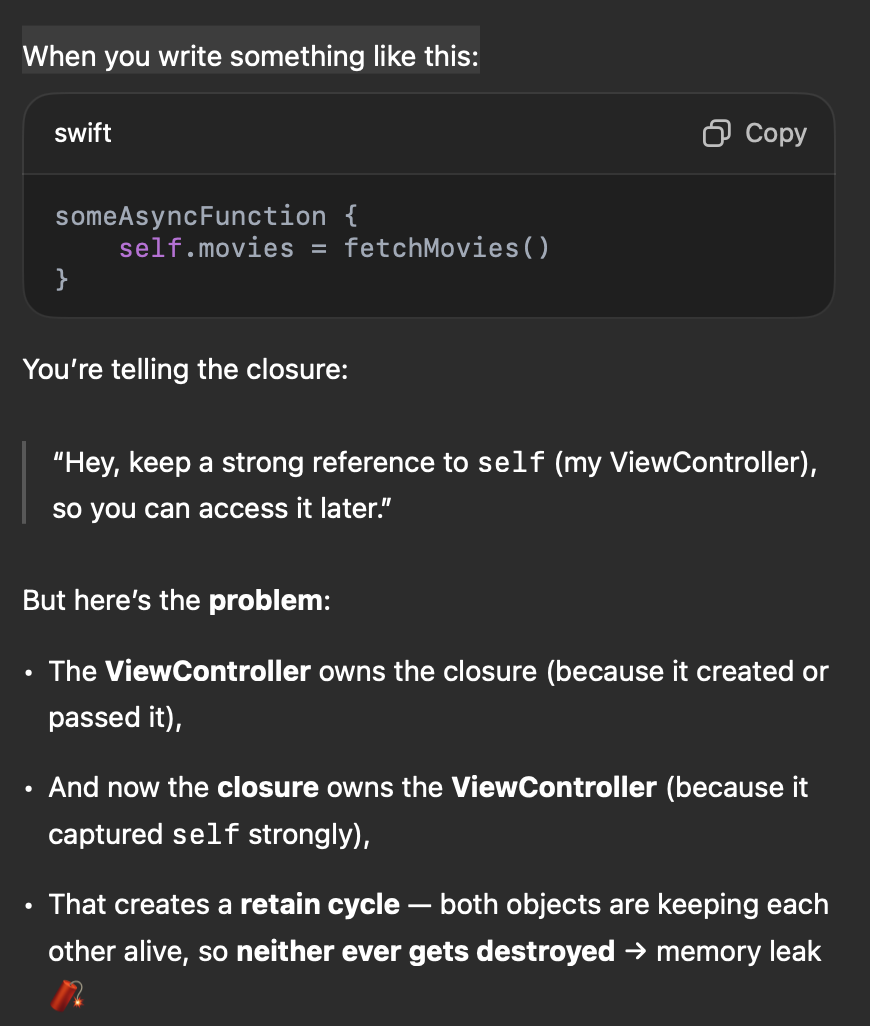 When you write something like this:
swift
Copy
someAsyncFunction {
    self.movies = fetchMovies()
}
You’re telling the closure:
“Hey, keep a strong reference to self (my ViewController),
so you can access it later.”
But here’s the problem:
• The ViewController owns the closure (because it created or
passed it),
• And now the closure owns the ViewController (because it
captured self strongly),
• That creates a retain cycle — both objects are keeping each
other alive, so neither ever gets destroyed → memory leak
🧨